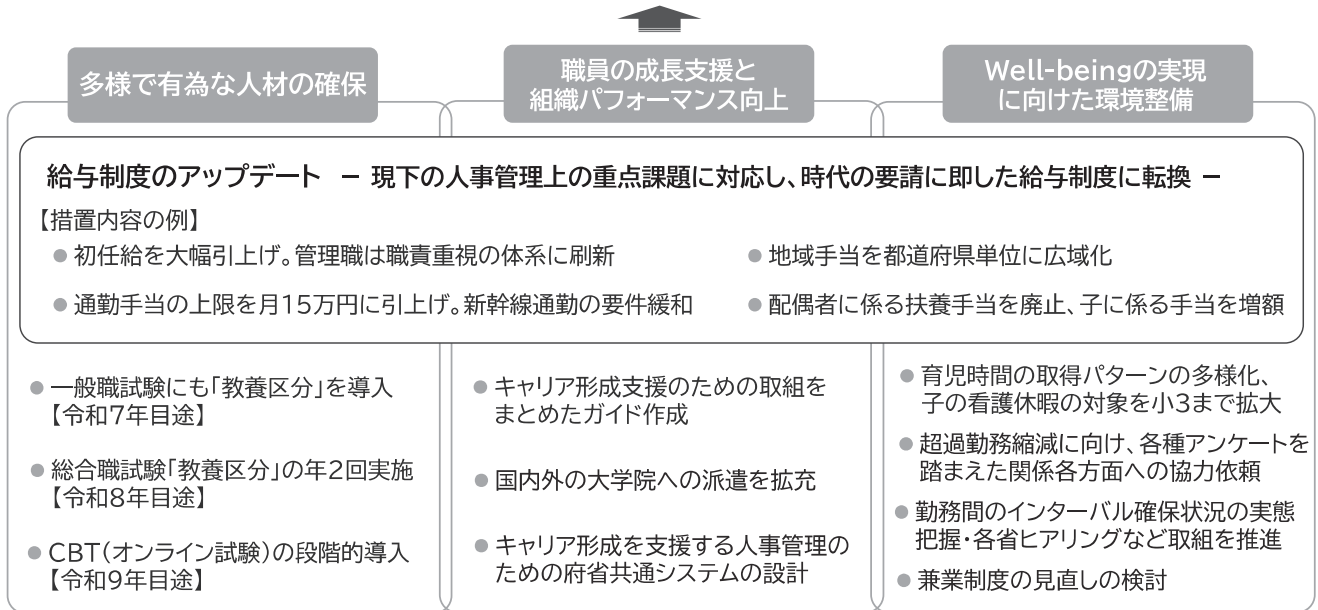 多様で有為な人材の確保
職員の成長支援と
組織パフォーマンス向上
Well-beingの実現
に向けた環境整備
給与制度のアップデート － 現下の人事管理上の重点課題に対応し、時代の要請に即した給与制度に転換 －
【措置内容の例】
● 初任給を大幅引上げ。管理職は職責重視の体系に刷新
● 地域手当を都道府県単位に広域化
● 通勤手当の上限を月15万円に引上げ。新幹線通勤の要件緩和
● 配偶者に係る扶養手当を廃止、子に係る手当を増額
● 一般職試験にも「教養区分」を導入
【令和7年目途】
● 総合職試験「教養区分」の年2回実施
【令和8年目途】
● CBT(オンライン試験)の段階的導入
【令和9年目途】
● キャリア形成支援のための取組を
まとめたガイド作成
● 国内外の大学院への派遣を拡充
● キャリア形成を支援する人事管理の
ための府省共通システムの設計
● 育児時間の取得パターンの多様化、
子の看護休暇の対象を小3まで拡大
● 超過勤務縮減に向け、各種アンケートを
踏まえた関係各方面への協力依頼
● 勤務間のインターバル確保状況の実態
把握・各省ヒアリングなど取組を推進
● 兼業制度の見直しの検討